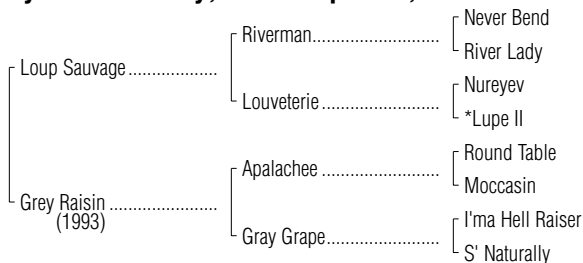 Never Bend
Riverman
River Lady
Loup Sauvage
Nureyev
Louveterie
*Lupe II
Round Table
Apalachee
Moccasin
Grey Raisin
(1993)
I'ma Hell Raiser
Gray Grape
S' Naturally